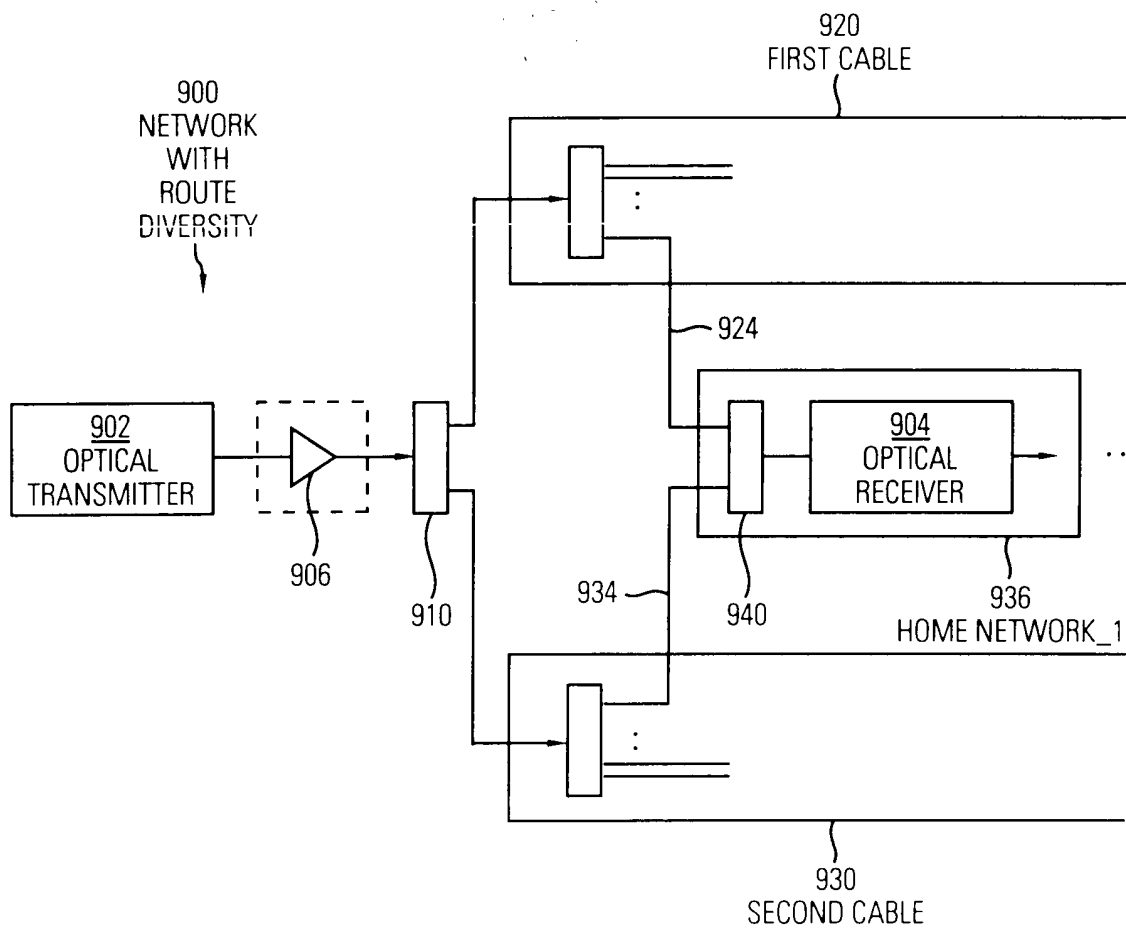 920
FIRST CABLE
900
NETWORK
WITH
ROUTE
DIVERSITY
924
902
OPTICAL
TRANSMITTER
904
OPTICAL
RECEIVER
906
910
934
940
936
HOME NETWORK_1
930
SECOND CABLE